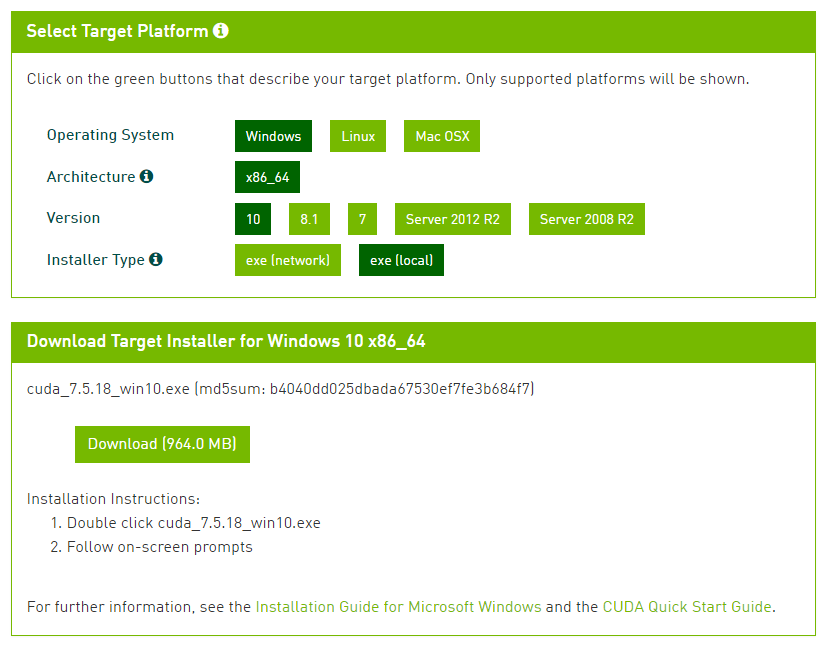 Select Target Platform
Click on the green buttons that describe your target platform. Only supported platforms will be shown.
Operating System Windows Linux Mac OSX
Architecture x86_64
Version 10 8.1 7 Server 2012 R2 Server 2008 R2
Installer Type exe (network) exe (local)
Download Target Installer for Windows 10 x86_64
cuda_7.5.18_win10.exe (md5sum: b4040dd025dbada67530ef7fe3b684f7)
Download (964.0 MB)
Installation Instructions:
1. Double click cuda_7.5.18_win10.exe
2. Follow on-screen prompts
For further information, see the Installation Guide for Microsoft Windows and the CUDA Quick Start Guide.